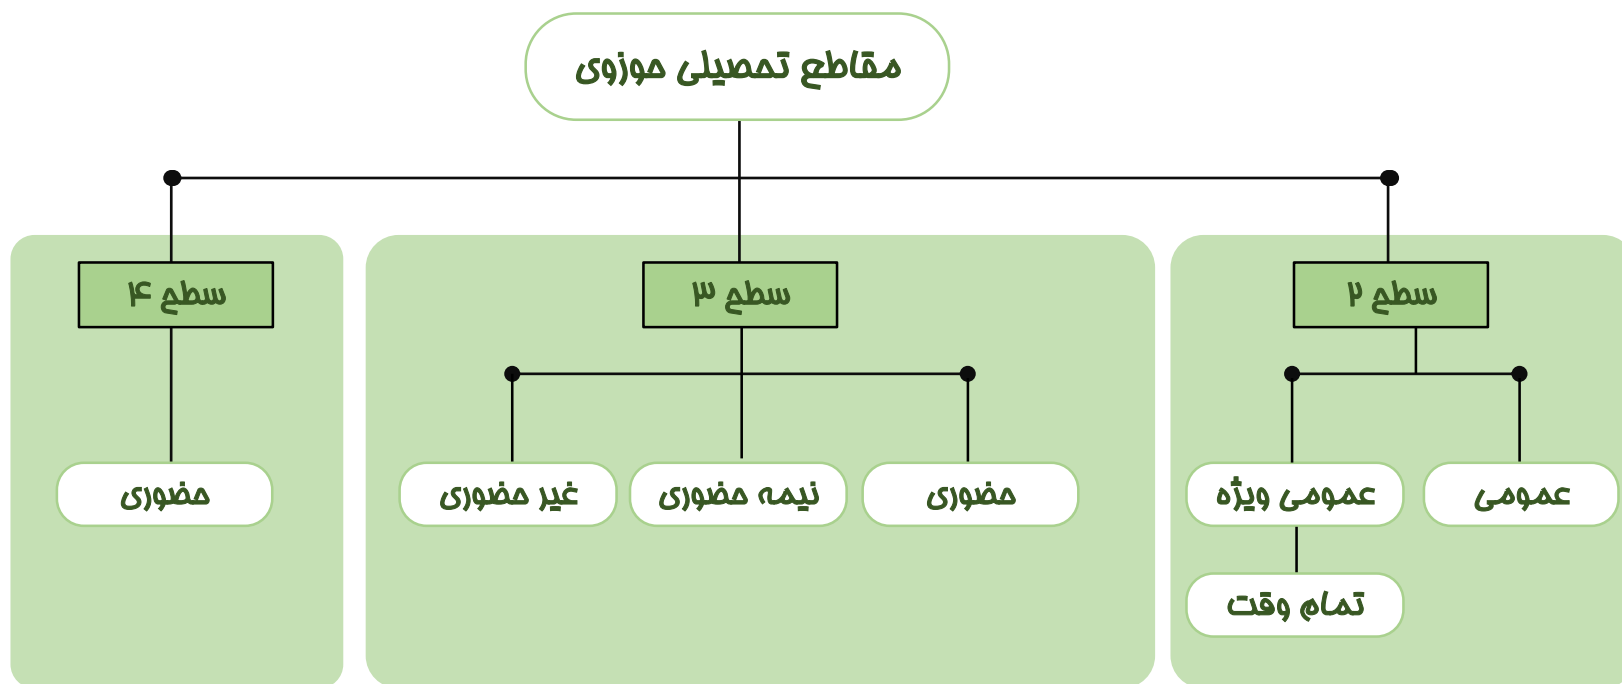 مقاطع تحصیلی حوزوی
سطح ۲
سطح ۳
سطح ۴
عمومی
عمومی ویژه
حضوری
نیمه حضوری
غیر حضوری
حضوری
تمام وقت